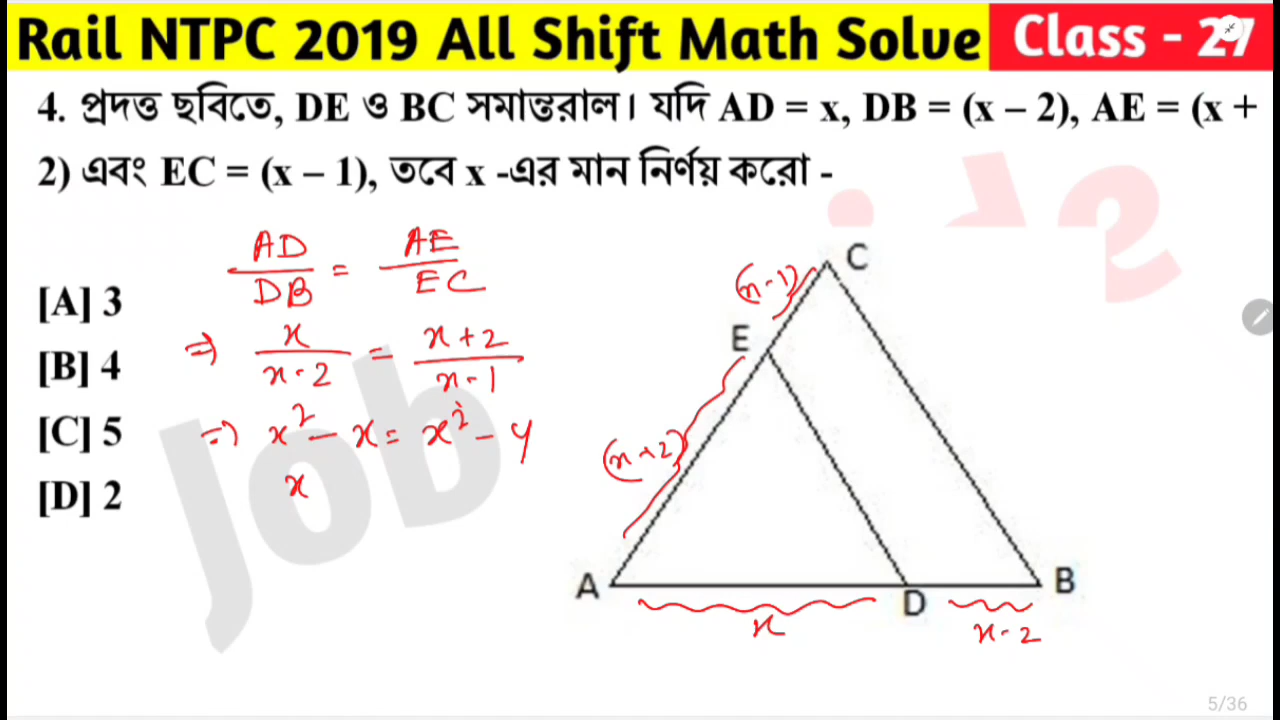 Rail NTPC 2019 All Shift Math Solve Class - 27
4. প্রদত্ত ছবিতে, DE ও BC সমান্তরাল। যদি AD = x, DB = (x – 2), AE = (x +
2) এবং EC = (x – 1), তবে x -এর মান নির্ণয় করো -
[A] 3
[B] 4
[C] 5
[D] 2
AD/DB = AE/EC
⇒ x/x-2 = x+2/x-1
⇒ x² - x = x² - 4
x
C
(x-1)
E
(x+2)
A
D
B
x
x-2
Job
5/36